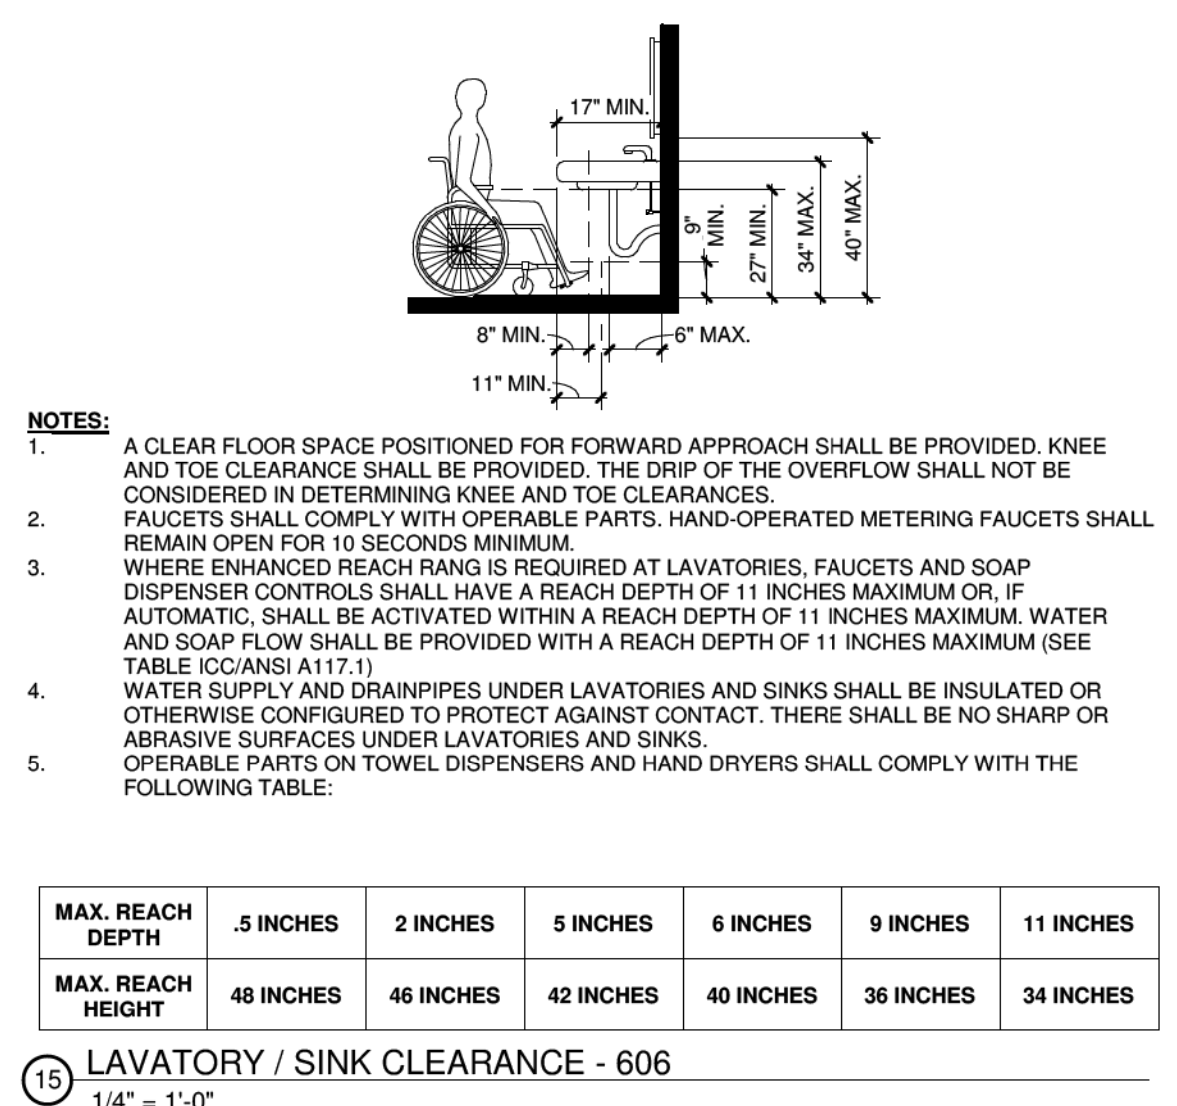 17" MIN.
9"
MIN.
27" MIN.
34" MAX.
40" MAX.
8" MIN.
6" MAX.
11" MIN.
NOTES:
1. A CLEAR FLOOR SPACE POSITIONED FOR FORWARD APPROACH SHALL BE PROVIDED. KNEE
AND TOE CLEARANCE SHALL BE PROVIDED. THE DRIP OF THE OVERFLOW SHALL NOT BE
CONSIDERED IN DETERMINING KNEE AND TOE CLEARANCES.
2. FAUCETS SHALL COMPLY WITH OPERABLE PARTS. HAND-OPERATED METERING FAUCETS SHALL
REMAIN OPEN FOR 10 SECONDS MINIMUM.
3. WHERE ENHANCED REACH RANG IS REQUIRED AT LAVATORIES, FAUCETS AND SOAP
DISPENSER CONTROLS SHALL HAVE A REACH DEPTH OF 11 INCHES MAXIMUM OR, IF
AUTOMATIC, SHALL BE ACTIVATED WITHIN A REACH DEPTH OF 11 INCHES MAXIMUM. WATER
AND SOAP FLOW SHALL BE PROVIDED WITH A REACH DEPTH OF 11 INCHES MAXIMUM (SEE
TABLE ICC/ANSI A117.1)
4. WATER SUPPLY AND DRAINPIPES UNDER LAVATORIES AND SINKS SHALL BE INSULATED OR
OTHERWISE CONFIGURED TO PROTECT AGAINST CONTACT. THERE SHALL BE NO SHARP OR
ABRASIVE SURFACES UNDER LAVATORIES AND SINKS.
5. OPERABLE PARTS ON TOWEL DISPENSERS AND HAND DRYERS SHALL COMPLY WITH THE
FOLLOWING TABLE:
MAX. REACH DEPTH .5 INCHES 2 INCHES 5 INCHES 6 INCHES 9 INCHES 11 INCHES
MAX. REACH HEIGHT 48 INCHES 46 INCHES 42 INCHES 40 INCHES 36 INCHES 34 INCHES
15 LAVATORY / SINK CLEARANCE - 606
1/4" = 1'-0"